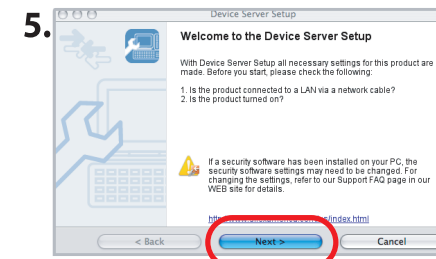 5.
Device Server Setup
Welcome to the Device Server Setup
With Device Server Setup all necessary settings for this product are
made. Before you start, please check the following:
1. Is the product connected to a LAN via a network cable?
2. Is the product turned on?
If a security software has been installed on your PC, the
security software settings may need to be changed. For
changing the settings, refer to our Support FAQ page in our
WEB site for details.
< Back
Next >
Cancel